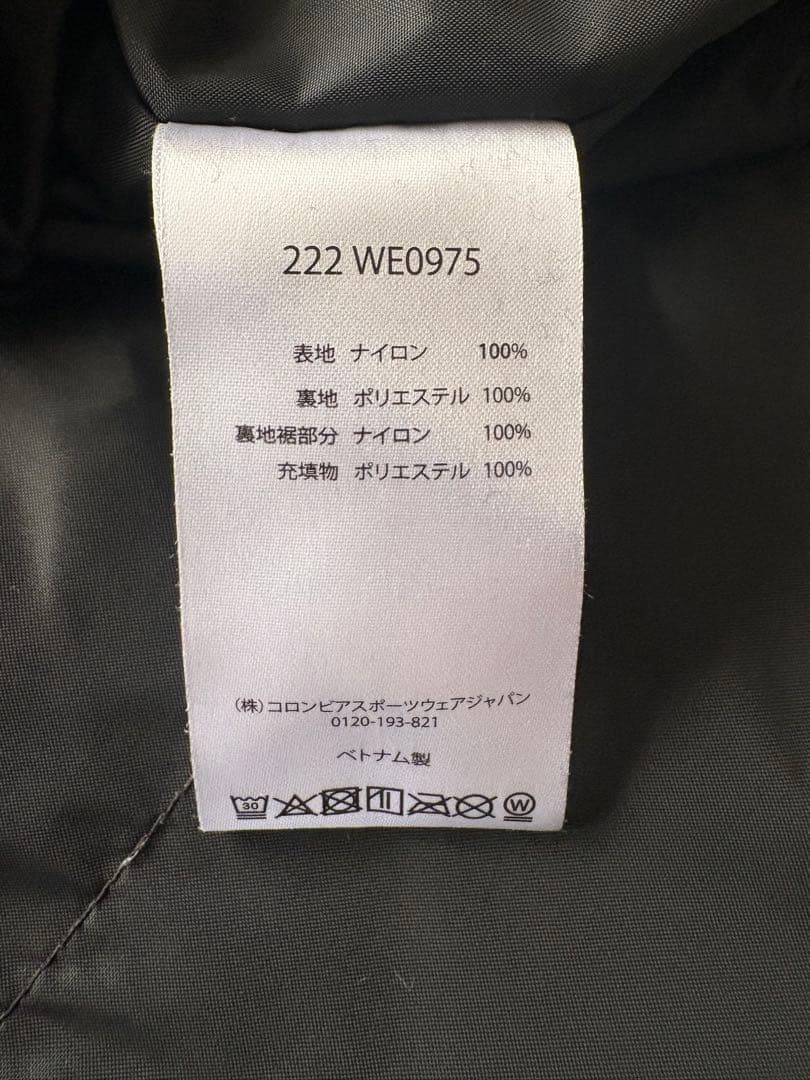 222 WE0975
表地 ナイロン 100%
裏地 ポリエステル 100%
裏地裾部分 ナイロン 100%
充填物 ポリエステル 100%
(株)コロンビアスポーツウェアジャパン
0120-193-821
ベトナム製
30 W